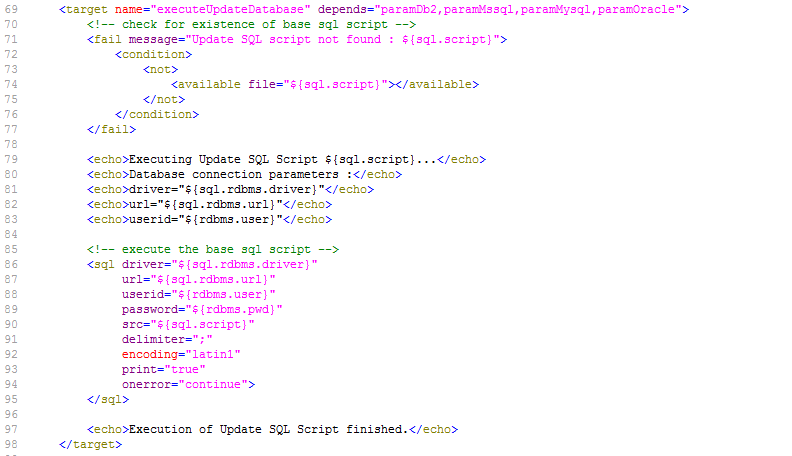 69 <target name="executeUpdateDatabase" depends="paramDb2,paramMssql,paramMysql,paramOracle">
70 <!-- check for existence of base sql script -->
71 <fail message="Update SQL script not found : ${sql.script}">
72 <condition>
73 <not>
74 <available file="${sql.script}"></available>
75 </not>
76 </condition>
77 </fail>
78
79 <echo>Executing Update SQL Script ${sql.script}...</echo>
80 <echo>Database connection parameters :</echo>
81 <echo>driver="${sql.rdbms.driver}"</echo>
82 <echo>url="${sql.rdbms.url}"</echo>
83 <echo>userid="${rdbms.user}"</echo>
84
85 <!-- execute the base sql script -->
86 <sql driver="${sql.rdbms.driver}"
87 url="${sql.rdbms.url}"
88 userid="${rdbms.user}"
89 password="${rdbms.pwd}"
90 src="${sql.script}"
91 delimiter=";"
92 encoding="latin1"
93 print="true"
94 onerror="continue">
95 </sql>
96
97 <echo>Execution of Update SQL Script finished.</echo>
98 </target>